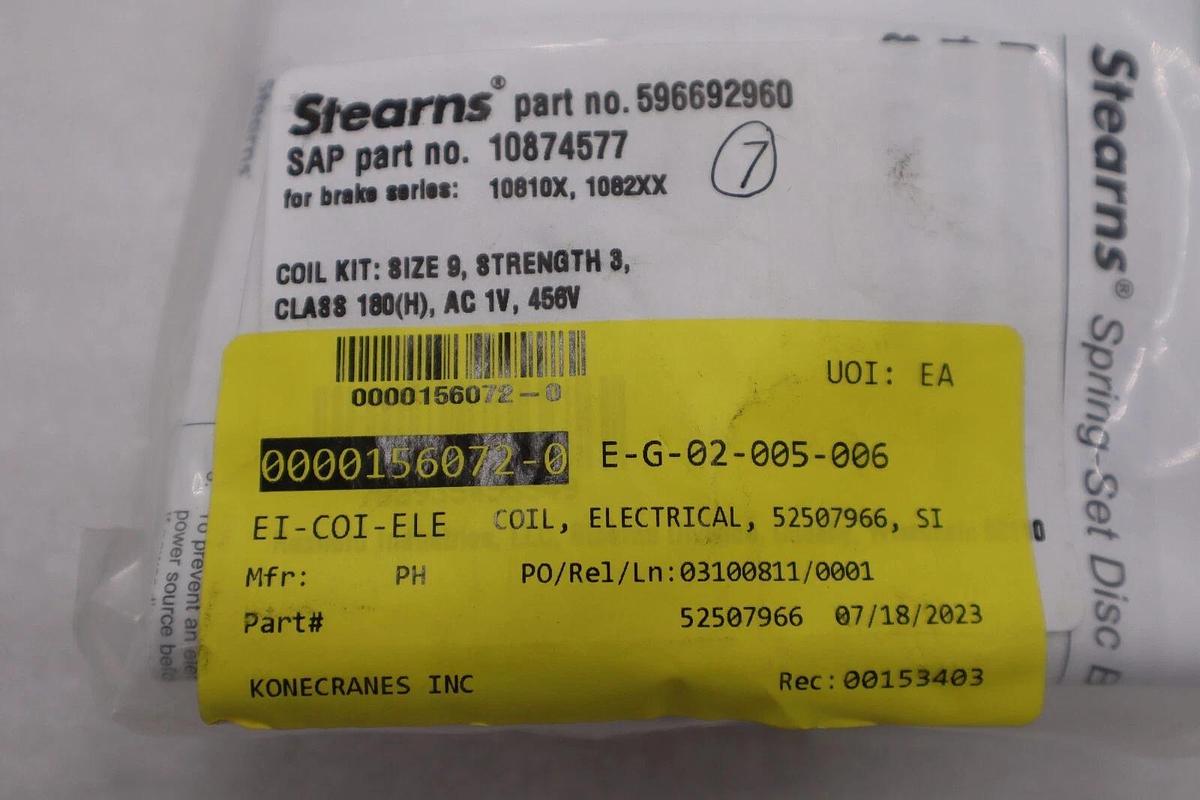 Stearns® part no. 596692960
SAP part no. 10874577
for brake series: 10810X, 1082XX
7
COIL KIT: SIZE 9, STRENGTH 3,
CLASS 180(H), AC 1V, 456V
0000156072-0
UOI: EA
0000156072-0 E-G-02-005-006
EI-COI-ELE COIL, ELECTRICAL, 52507966, SI
Mfr: PH PO/Rel/Ln:03100811/0001
Part# 52507966 07/18/2023
KONECRANES INC Rec:00153403
Stearns® Spring-Set Disc B
Stearns
To prevent an
power source